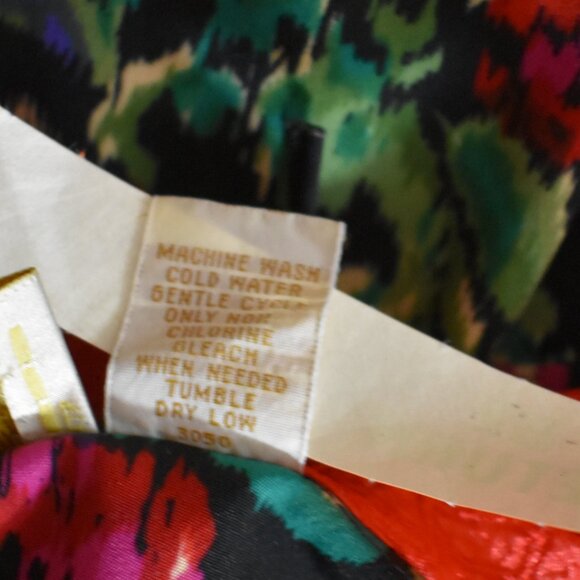 MACHINE WASH
COLD WATER
GENTLE CYCLE
ONLY NON
CHLORINE
BLEACH
WHEN NEEDED
TUMBLE
DRY LOW
3050